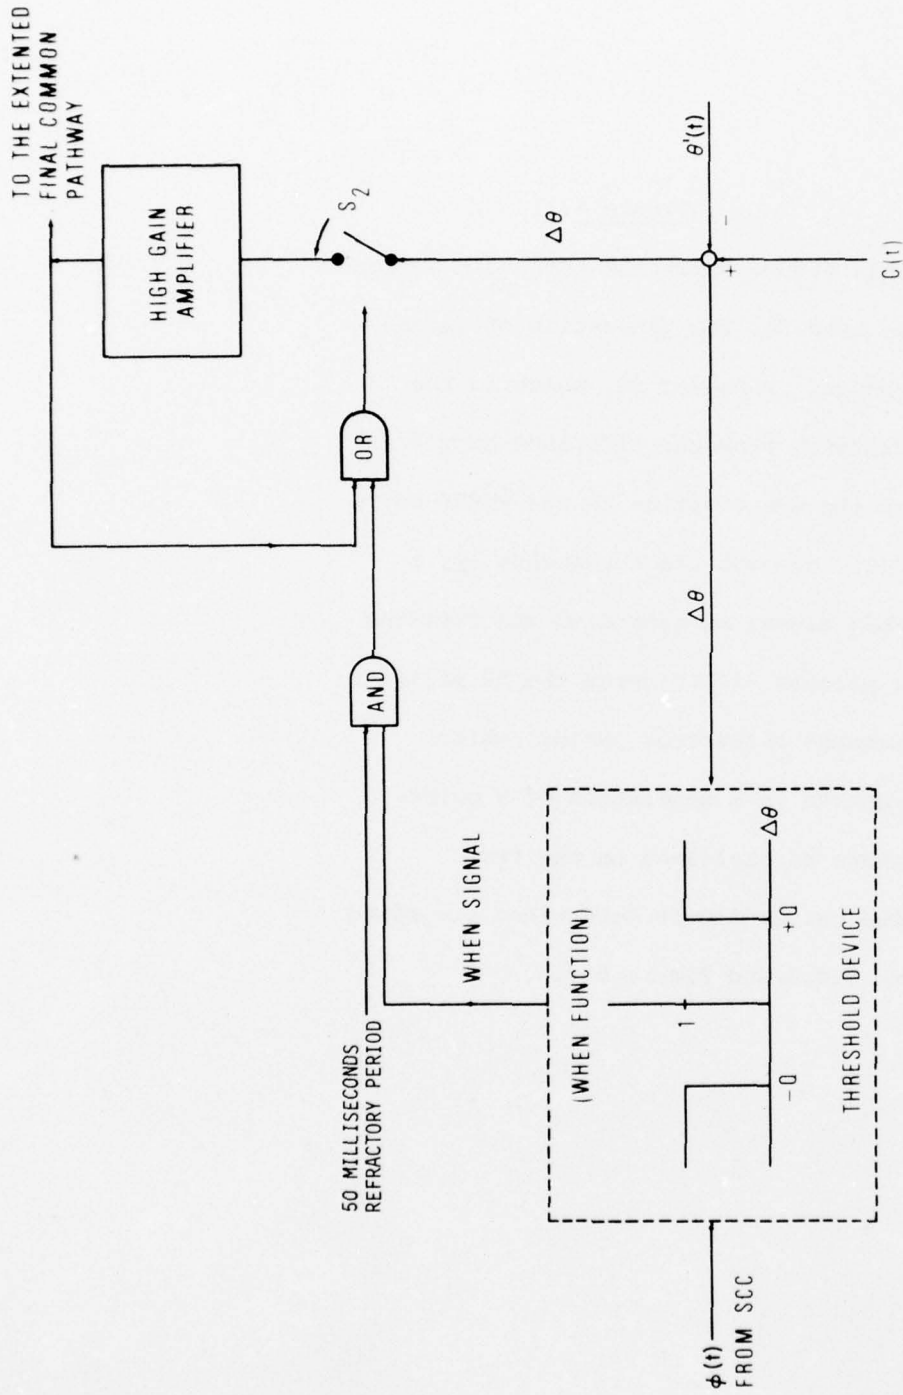 TO THE EXTENTED
FINAL COMMON
PATHWAY
HIGH GAIN
AMPLIFIER
S2
OR
AND
Δθ
θ'(t)
−
+
C(t)
Δθ
50 MILLISECONDS
REFRACTORY PERIOD
WHEN SIGNAL
(WHEN FUNCTION)
1
−Q
+Q
Δθ
THRESHOLD DEVICE
ϕ(t)
FROM SCC